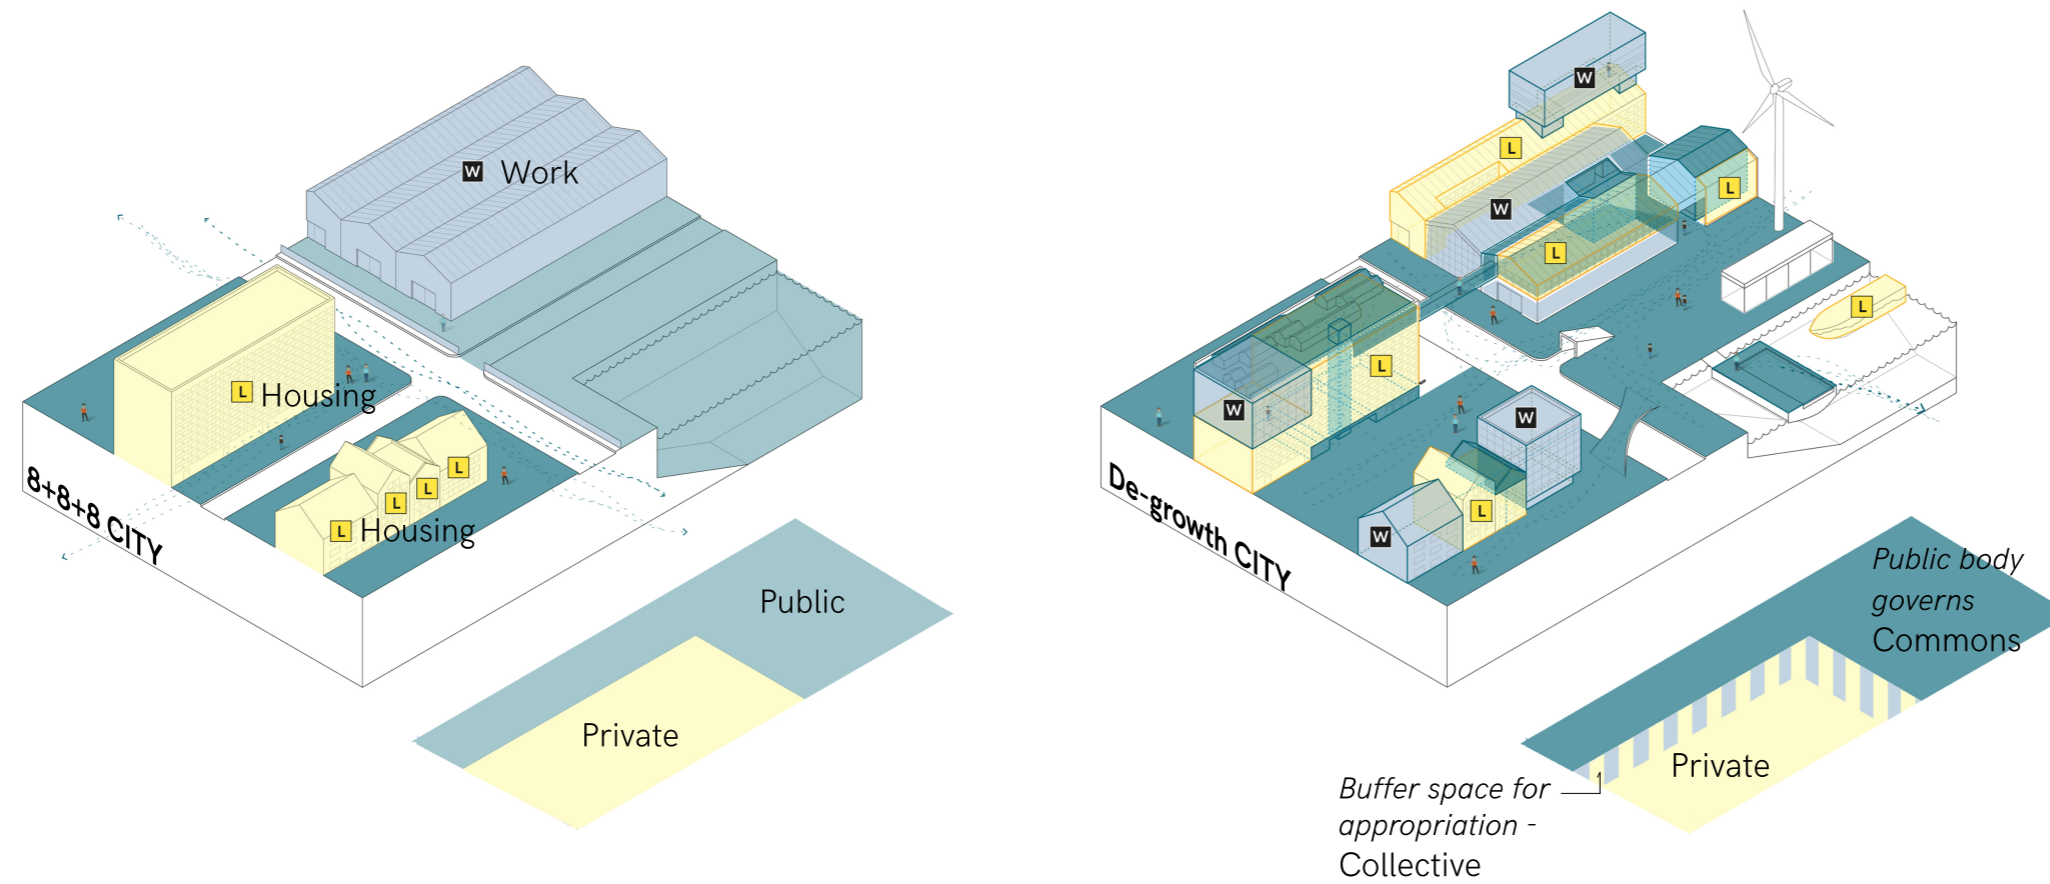 W Work
L Housing
L
L
L
L Housing
8+8+8 CITY
Public
Private
W
L
W
L
L
L
L
W
W
L
W
De-growth CITY
Public body
governs
Commons
Private
Buffer space for
appropriation -
Collective